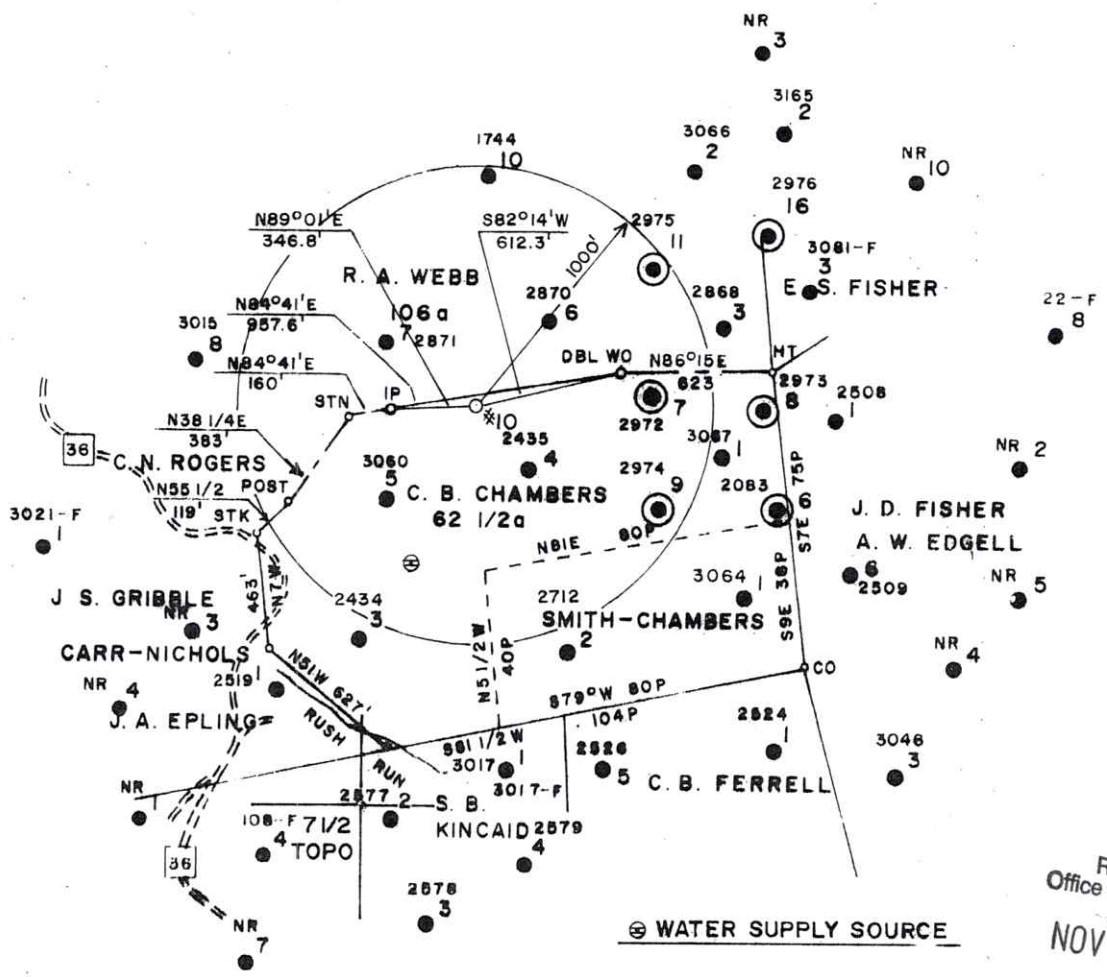 NR
3
3165
2
3066
2
1744
10
NR
10
2976
16
N89°01'E
346.8'
S82°14'W
612.3'
1000'
2975
11
3081-F
3
R. A. WEBB
E. S. FISHER
N84°41'E
957.6'
106a
2870
6
2868
3
22-F
8
3015
8
7
2871
N84°41'E
160'
DBL WO
N86°15E
623
HT
2973
8
STN
IP
#10
2972
7
2508
1
N38 1/4E
383'
2435
4
3067
1
36
C. N. ROGERS
3060
5
2974
9
2083
6
NR
2
N55 1/2
119'
POST
C. B. CHAMBERS
62 1/2a
S7E 75P
J. D. FISHER
3021-F
1
STK
N81E
80P
A. W. EDGELL
463'
N7W
3064
1
S9E 38P
6
2509
NR
5
J S. GRIBBLE
NR
3
2434
3
2712
2
SMITH-CHAMBERS
CARR-NICHOLS
N5 1/2W
40P
NR
4
NR
4
2519
1
N51W 627'
CO
J. A. EPLING
RUSH RUN
S79°W 80P
104P
S81 1/2W
3017
1
3017-F
2526
5
2524
1
3046
3
C. B. FERRELL
NR
1
2577
2
S. B.
KINCAID
2579
4
108-F
4
7 1/2
TOPO
36
2578
3
NR
7
WATER SUPPLY SOURCE
R
Office
NOV